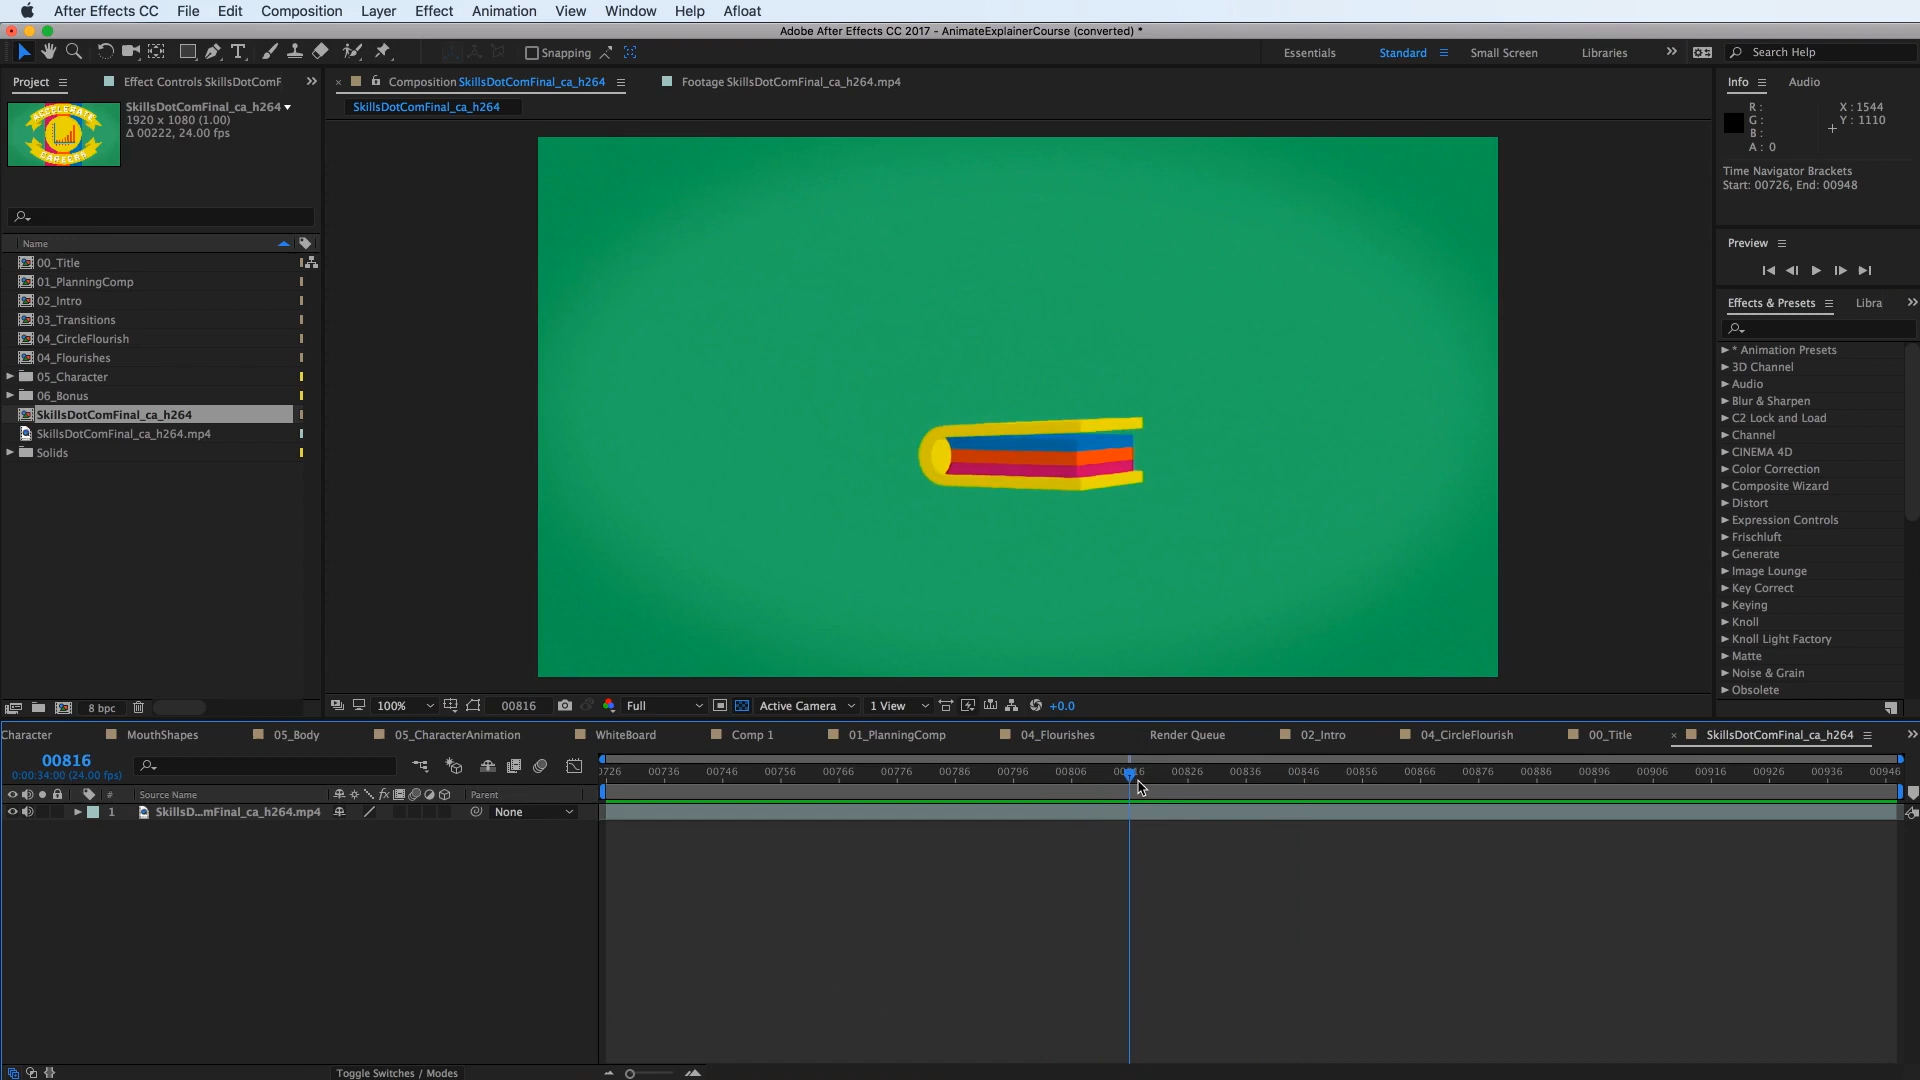 After Effects CC File Edit Composition Layer Effect Animation View Window Help Afloat
Adobe After Effects CC 2017 - AnimateExplainerCourse (converted) *
Snapping
Essentials Standard Small Screen Libraries Search Help
Project Effect Controls SkillsDotComF
Composition SkillsDotComFinal_ca_h264 Footage SkillsDotComFinal_ca_h264.mp4
SkillsDotComFinal_ca_h264
SkillsDotComFinal_ca_h264
1920 x 1080 (1.00)
Δ 00222, 24.00 fps
ACCELERATE
CAREERS
Name
00_Title
01_PlanningComp
02_Intro
03_Transitions
04_CircleFlourish
04_Flourishes
05_Character
06_Bonus
SkillsDotComFinal_ca_h264
SkillsDotComFinal_ca_h264.mp4
Solids
8 bpc
100% 00816 Full Active Camera 1 View +0.0
Info Audio
R :
G :
B :
A : 0
X : 1544
Y : 1110
Time Navigator Brackets
Start: 00726, End: 00948
Preview
Effects & Presets Libra
* Animation Presets
3D Channel
Audio
Blur & Sharpen
C2 Lock and Load
Channel
CINEMA 4D
Color Correction
Composite Wizard
Distort
Expression Controls
Frischluft
Generate
Image Lounge
Key Correct
Keying
Knoll
Knoll Light Factory
Matte
Noise & Grain
Obsolete
Character MouthShapes 05_Body 05_CharacterAnimation WhiteBoard Comp 1 01_PlanningComp 04_Flourishes Render Queue 02_Intro 04_CircleFlourish 00_Title SkillsDotComFinal_ca_h264
00816
0:00:34:00 (24.00 fps)
00736 00746 00756 00766 00776 00786 00796 00806 00816 00826 00836 00846 00856 00866 00876 00886 00896 00906 00916 00926 00936 00946
# Source Name fx Parent
1 SkillsD...mFinal_ca_h264.mp4 None
Toggle Switches / Modes